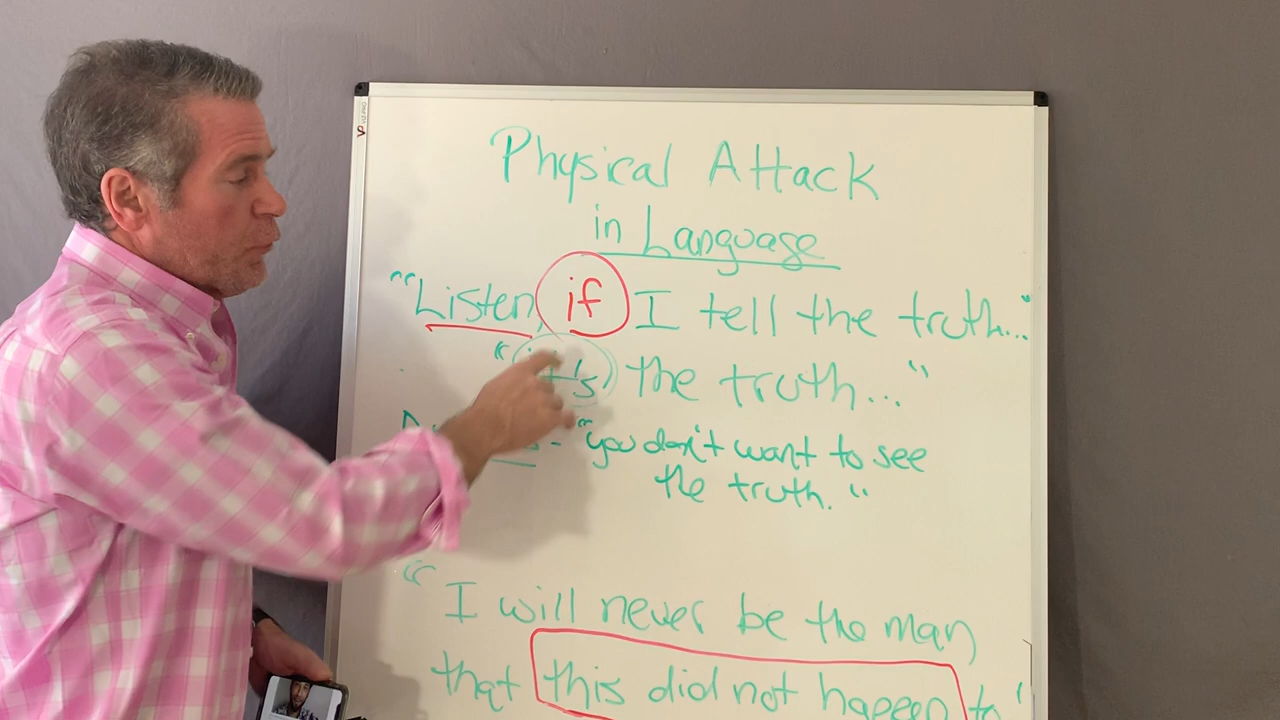 Physical Attack
in Language
"Listen, if I tell the truth..."
"it's the truth..."
- "you don't want to see
the truth."
"I will never be the man
that this did not happen to"